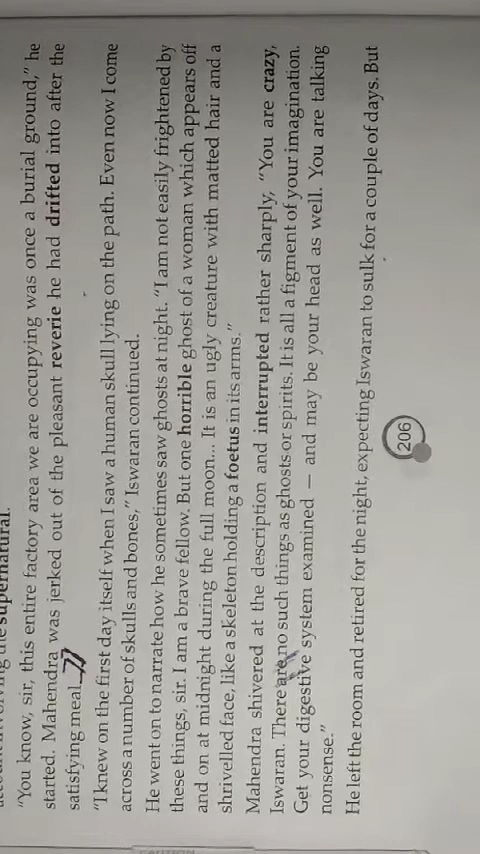 the supernatural.
"You know, sir, this entire factory area we are occupying was once a burial ground," he
started. Mahendra was jerked out of the pleasant reverie he had drifted into after the
satisfying meal.
"I knew on the first day itself when I saw a human skull lying on the path. Even now I come
across a number of skulls and bones," Iswaran continued.
He went on to narrate how he sometimes saw ghosts at night. "I am not easily frightened by
these things, sir. I am a brave fellow. But one horrible ghost of a woman which appears off
and on at midnight during the full moon... It is an ugly creature with matted hair and a
shrivelled face, like a skeleton holding a foetus in its arms."
Mahendra shivered at the description and interrupted rather sharply, "You are crazy,
Iswaran. There are no such things as ghosts or spirits. It is all a figment of your imagination.
Get your digestive system examined — and may be your head as well. You are talking
nonsense."
He left the room and retired for the night, expecting Iswaran to sulk for a couple of days. But
206